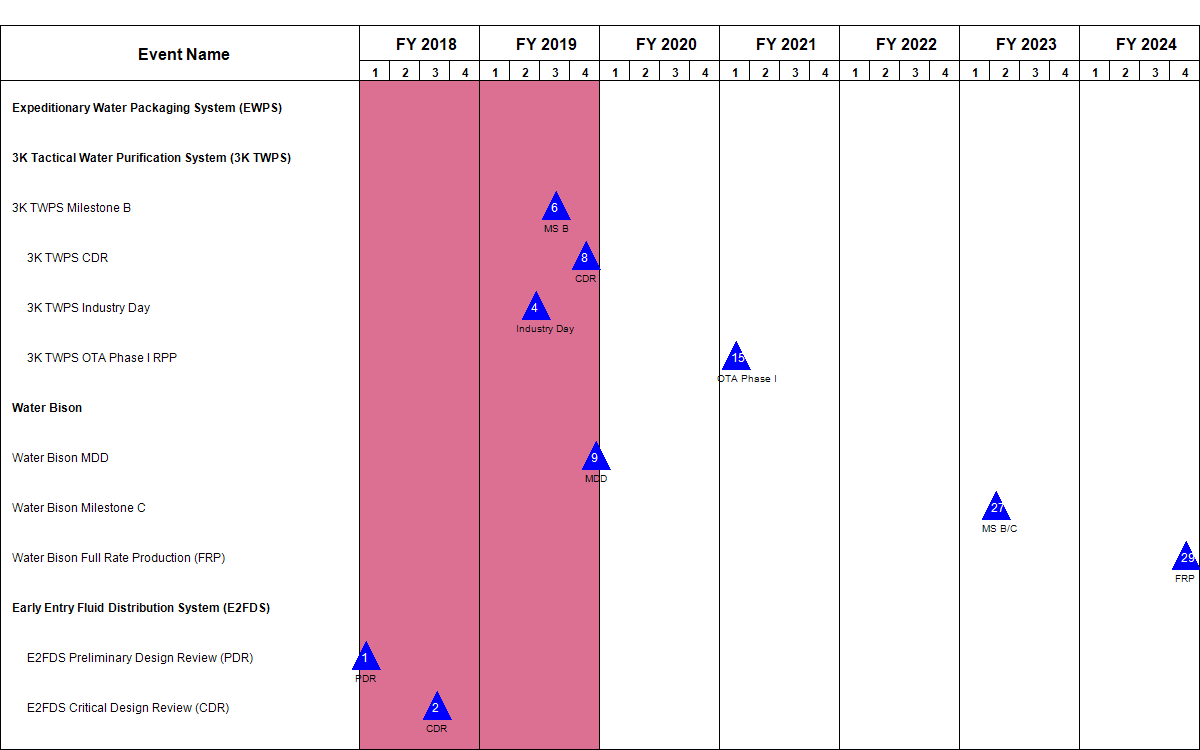 Event Name
FY 2018 FY 2019 FY 2020 FY 2021 FY 2022 FY 2023 FY 2024
1 2 3 4 1 2 3 4 1 2 3 4 1 2 3 4 1 2 3 4 1 2 3 4 1 2 3 4
Expeditionary Water Packaging System (EWPS)
3K Tactical Water Purification System (3K TWPS)
3K TWPS Milestone B 6
MS B
3K TWPS CDR 8
CDR
3K TWPS Industry Day 4
Industry Day
3K TWPS OTA Phase I RPP 15
OTA Phase I
Water Bison
Water Bison MDD 9
MDD
Water Bison Milestone C 27
MS B/C
Water Bison Full Rate Production (FRP) 29
FRP
Early Entry Fluid Distribution System (E2FDS)
E2FDS Preliminary Design Review (PDR) 1
PDR
E2FDS Critical Design Review (CDR) 2
CDR